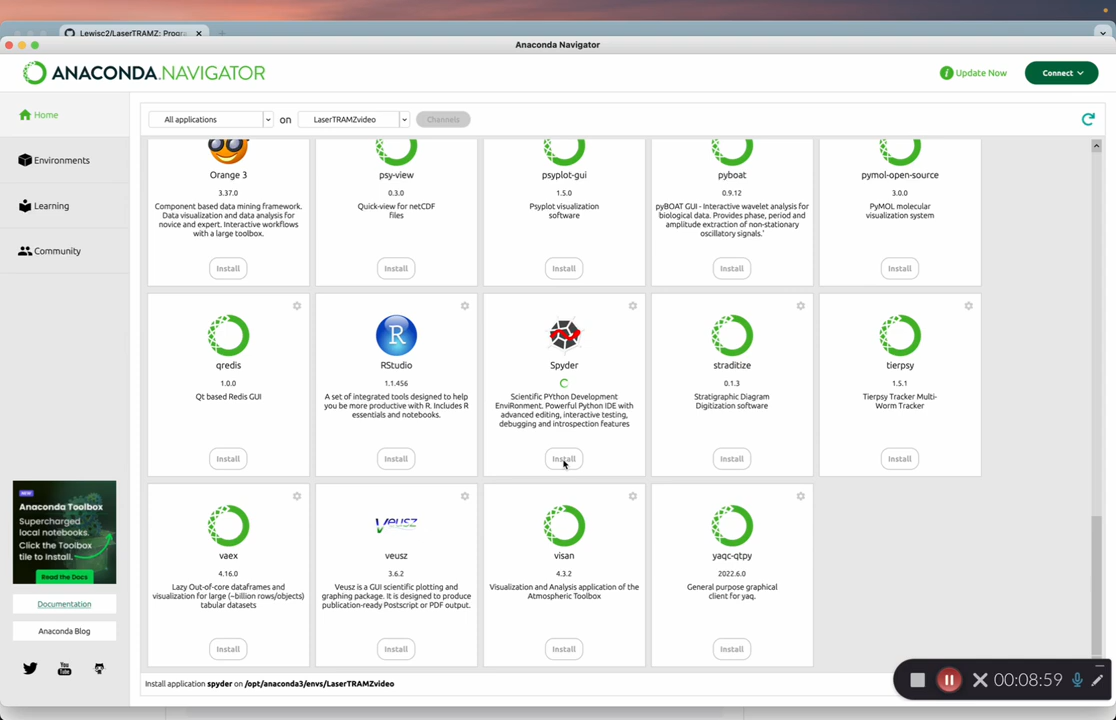 Lewisc2/LaserTRAMZ: Progra
Anaconda Navigator
ANACONDA.NAVIGATOR
Update Now
Connect
Home
Environments
Learning
Community
All applications
on
LaserTRAMZvideo
Channels
Orange 3
3.37.0
Component based data mining framework.
Data visualization and data analysis for
novice and expert. Interactive workflows
with a large toolbox.
Install
psy-view
0.3.0
Quick-view for netCDF
files
Install
psyplot-gui
1.5.0
Psyplot visualization
software
Install
pyboat
0.9.12
pyBOAT GUI - Interactive wavelet analysis for
biological data. Provides phase, period and
amplitude extraction of non-stationary
oscillatory signals.'
Install
pymol-open-source
3.0.0
PyMOL molecular
visualization system
Install
qredis
1.0.0
Qt based Redis GUI
Install
RStudio
1.1.456
A set of integrated tools designed to help
you be more productive with R. Includes R
essentials and notebooks.
Install
Spyder
Scientific PYthon Development
EnviRonment. Powerful Python IDE with
advanced editing, interactive testing,
debugging and introspection features
Install
straditize
0.1.3
Stratigraphic Diagram
Digitization software
Install
tierpsy
1.5.1
Tierpsy Tracker Multi-
Worm Tracker
Install
vaex
4.16.0
Lazy Out-of-core dataframes and
visualization for large (~billion rows/objects)
tabular datasets
Install
veusz
3.6.2
Veusz is a GUI scientific plotting and
graphing package. It is designed to produce
publication-ready Postscript or PDF output.
Install
visan
4.3.2
Visualization and Analysis application of the
Atmospheric Toolbox
Install
yaqc-qtpy
2022.6.0
General purpose graphical
client for yaq.
Install
NEW
Anaconda Toolbox
Supercharged
local notebooks.
Click the Toolbox
tile to install.
Read the Docs
Documentation
Anaconda Blog
Install application spyder on /opt/anaconda3/envs/LaserTRAMZvideo
00:08:59